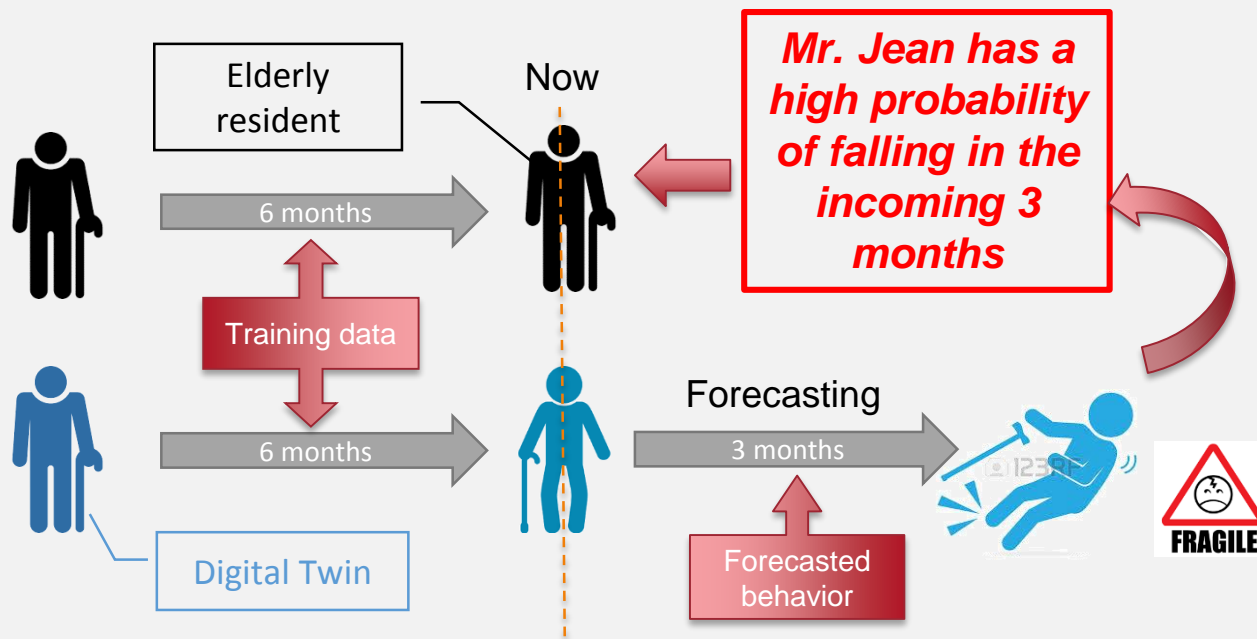 Elderly
resident
Now
Mr. Jean has a
high probability
of falling in the
incoming 3
months
6 months
Training data
Forecasting
6 months
3 months
123RF
FRAGILE
Digital Twin
Forecasted
behavior